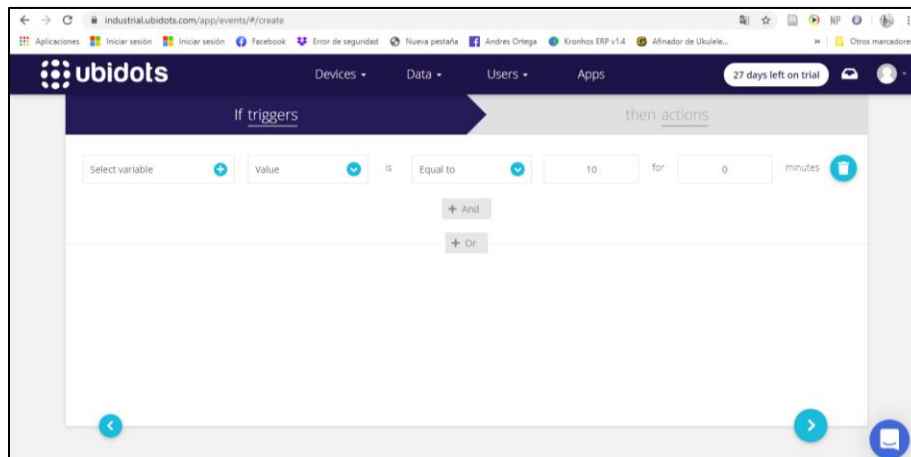 industrial.ubidots.com/app/events/#/create
Aplicaciones Iniciar sesión Iniciar sesión Facebook Error de seguridad Nueva pestaña Andres Ortega Kronhos ERP v1.4 Afinador de Ukulele... » Otros marcadores
ubidots Devices Data Users Apps 27 days left on trial
If triggers then actions
Select variable Value is Equal to 10 for 0 minutes
+ And
+ Or